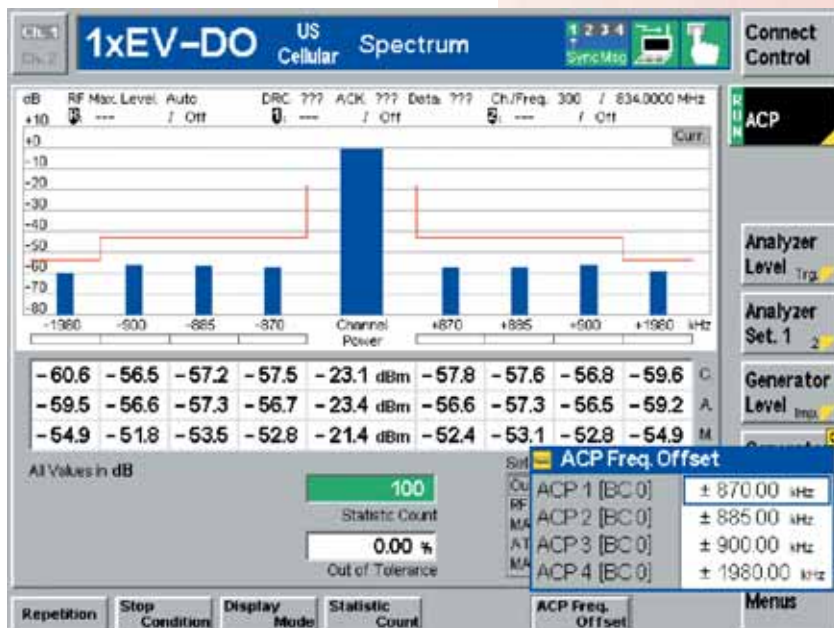 Ch. 1
Ch. 2
1xEV-DO
US
Cellular
Spectrum
1 2 3 4
Sync Msg
Connect
Control
dB RF Max. Level: Auto DRC: ??? ACK: ??? Data: ??? Ch./Freq.: 300 / 834.0000 MHz
+10 --- / Off 1: --- / Off 2: --- / Off
Curr.
RUN
ACP
+0
-10
-20
-30
-40
-50
-60
-70
-80
-1980 -900 -885 -870 Channel Power +870 +885 +900 +1980 kHz
Analyzer
Level Trg.
Analyzer
Set. 1 2
Generator
Level Imp.
-60.6 -56.5 -57.2 -57.5 -23.1 dBm -57.8 -57.6 -56.8 -59.6 C
-59.5 -56.6 -57.3 -56.7 -23.4 dBm -56.6 -57.3 -56.5 -59.2 A
-54.9 -51.8 -53.5 -52.8 -21.4 dBm -52.4 -53.1 -52.8 -54.9 M
All Values in dB
100
Statistic Count
0.00 %
Out of Tolerance
ACP Freq. Offset
ACP 1 [BC 0] ± 870.00 kHz
ACP 2 [BC 0] ± 885.00 kHz
ACP 3 [BC 0] ± 900.00 kHz
ACP 4 [BC 0] ± 1980.00 kHz
Repetition
Stop
Condition
Display
Mode
Statistic
Count
ACP Freq.
Offset
Menus